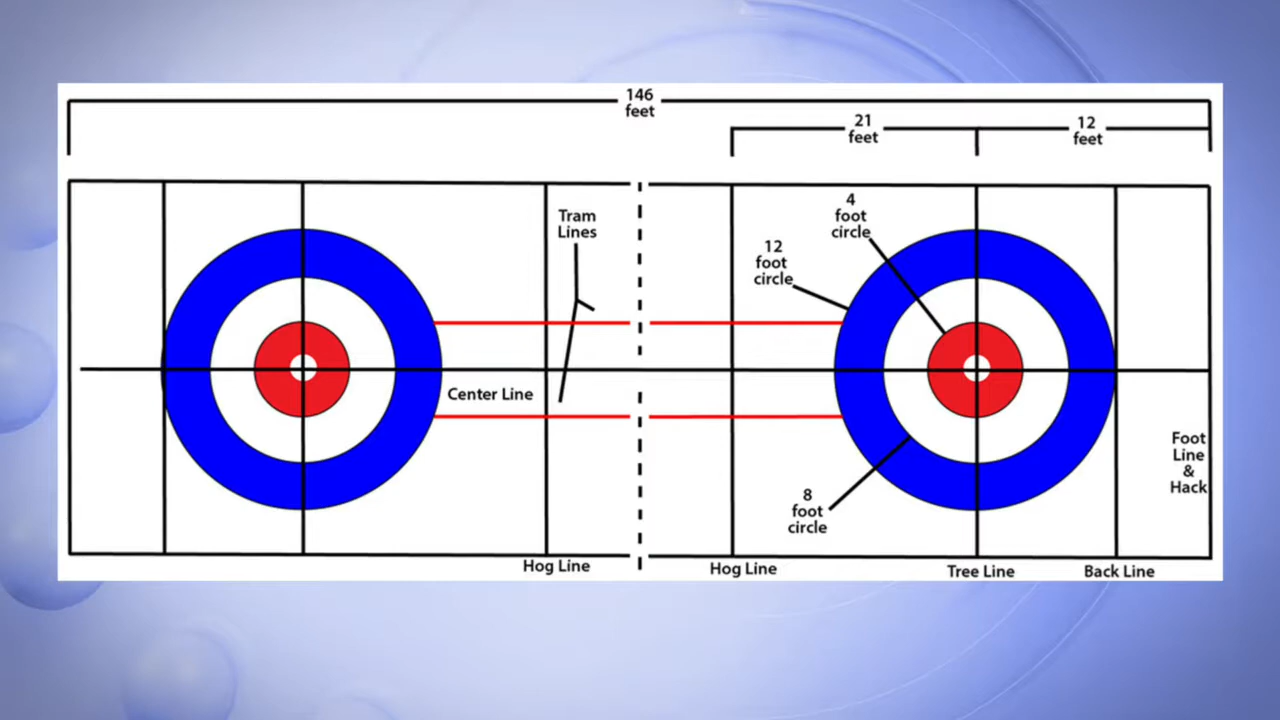 146
feet
21
feet
12
feet
4
foot
circle
Tram
Lines
12
foot
circle
Center Line
Foot
Line
&
Hack
8
foot
circle
Hog Line
Hog Line
Tree Line
Back Line